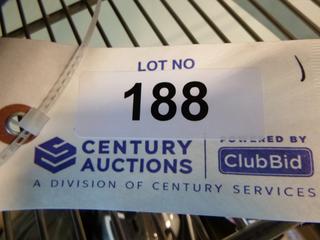 LOT NO
188
CENTURY
AUCTIONS
POWERED BY
ClubBid
A DIVISION OF CENTURY SERVICES